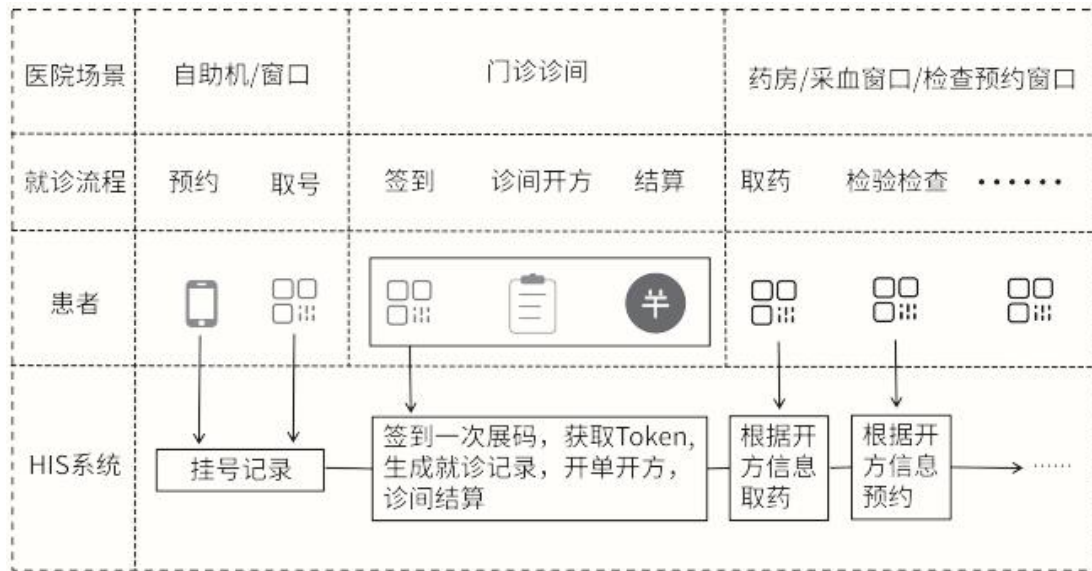 医院场景 自助机/窗口 门诊诊间 药房/采血窗口/检查预约窗口
就诊流程 预约 取号 签到 诊间开方 结算 取药 检验检查 ······
患者
HIS系统
挂号记录
签到一次展码，获取Token,
生成就诊记录，开单开方，
诊间结算
根据开
方信息
取药
根据开
方信息
预约
······